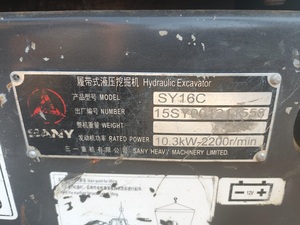 履带式液压挖掘机 Hydraulic Excavator
产品型号 MODEL SY16C
出厂编号 NUMBER
整机重量 WEIGHT
发动机功率 RATED POWER 10.3kW-2200r/min
SANY
三一重机有限公司 SANY HEAVY MACHINERY LIMITED
12V